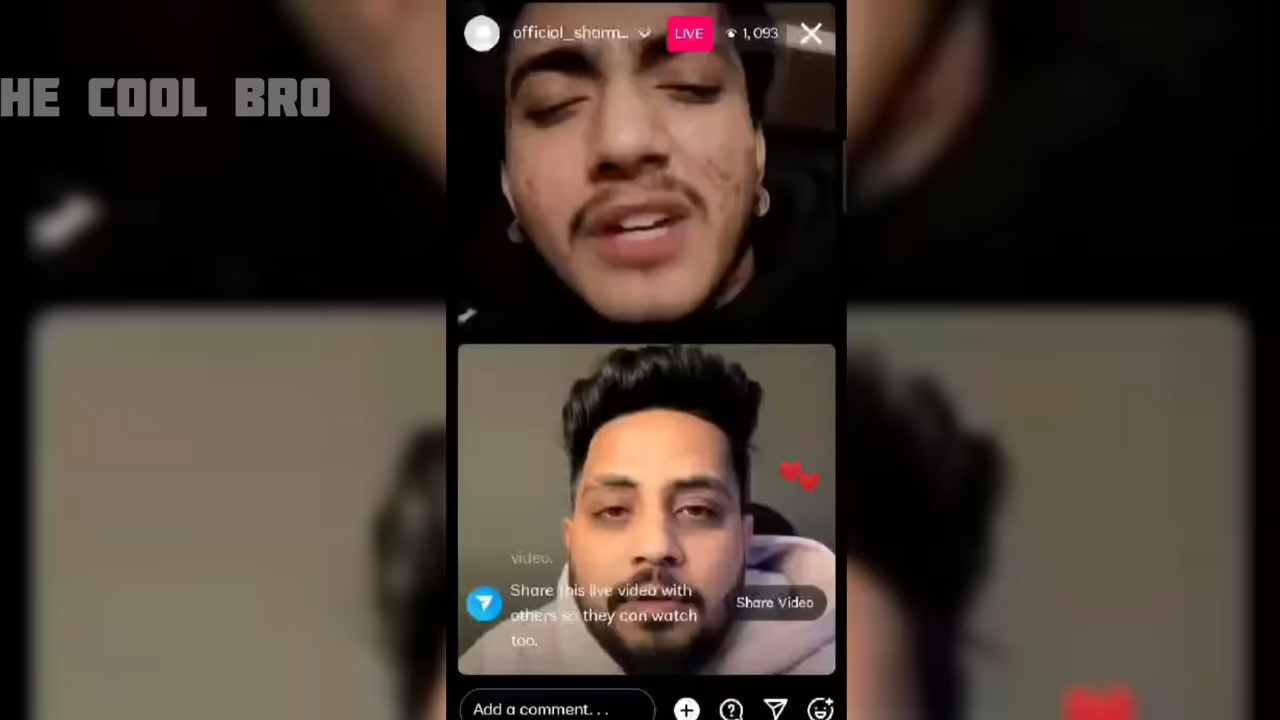 official_sharm... LIVE 1,093
HE COOL BRO
video.
Share this live video with
others so they can watch
too.
Share Video
Add a comment...